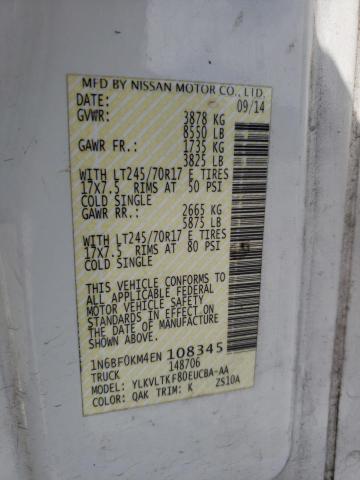 MFD BY NISSAN MOTOR CO., LTD.
DATE: 09/14
GVWR: 3878 KG
8550 LB
GAWR FR.: 1735 KG
3825 LB
WITH LT245/70R17 E TIRES
17X7.5 RIMS AT 50 PSI
COLD SINGLE
GAWR RR.: 2665 KG
5875 LB
WITH LT245/70R17 E TIRES
17X7.5 RIMS AT 80 PSI
COLD SINGLE
THIS VEHICLE CONFORMS TO
ALL APPLICABLE FEDERAL
MOTOR VEHICLE SAFETY
STANDARDS IN EFFECT ON
THE DATE OF MANUFACTURE
SHOWN ABOVE.
1N6BF0KM4EN 108345
TRUCK 148706
MODEL: YLKVLTKF80EUCBA-AA
COLOR: QAK TRIM: K ZS10A